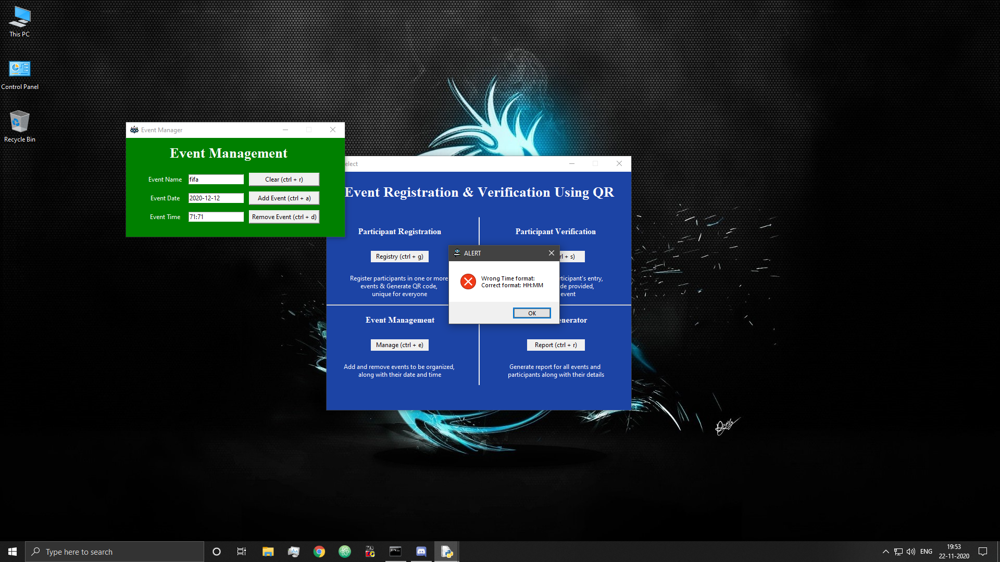 This PC
Control Panel
Recycle Bin
Event Manager
Event Management
Event Name
fifa
Clear (ctrl + r)
Event Date
2020-12-12
Add Event (ctrl + a)
Event Time
71:71
Remove Event (ctrl + d)
elect
Event Registration & Verification Using QR
Participant Registration
Registry (ctrl + g)
Register participants in one or more
events & Generate QR code,
unique for everyone
Participant Verification
rl + s)
rticipant's entry,
de provided,
event
ALERT
Wrong Time format:
Correct format: HH:MM
OK
Event Management
Manage (ctrl + e)
Add and remove events to be organized,
along with their date and time
enerator
Report (ctrl + r)
Generate report for all events and
participants along with their details
Type here to search
ENG
19:53
22-11-2020